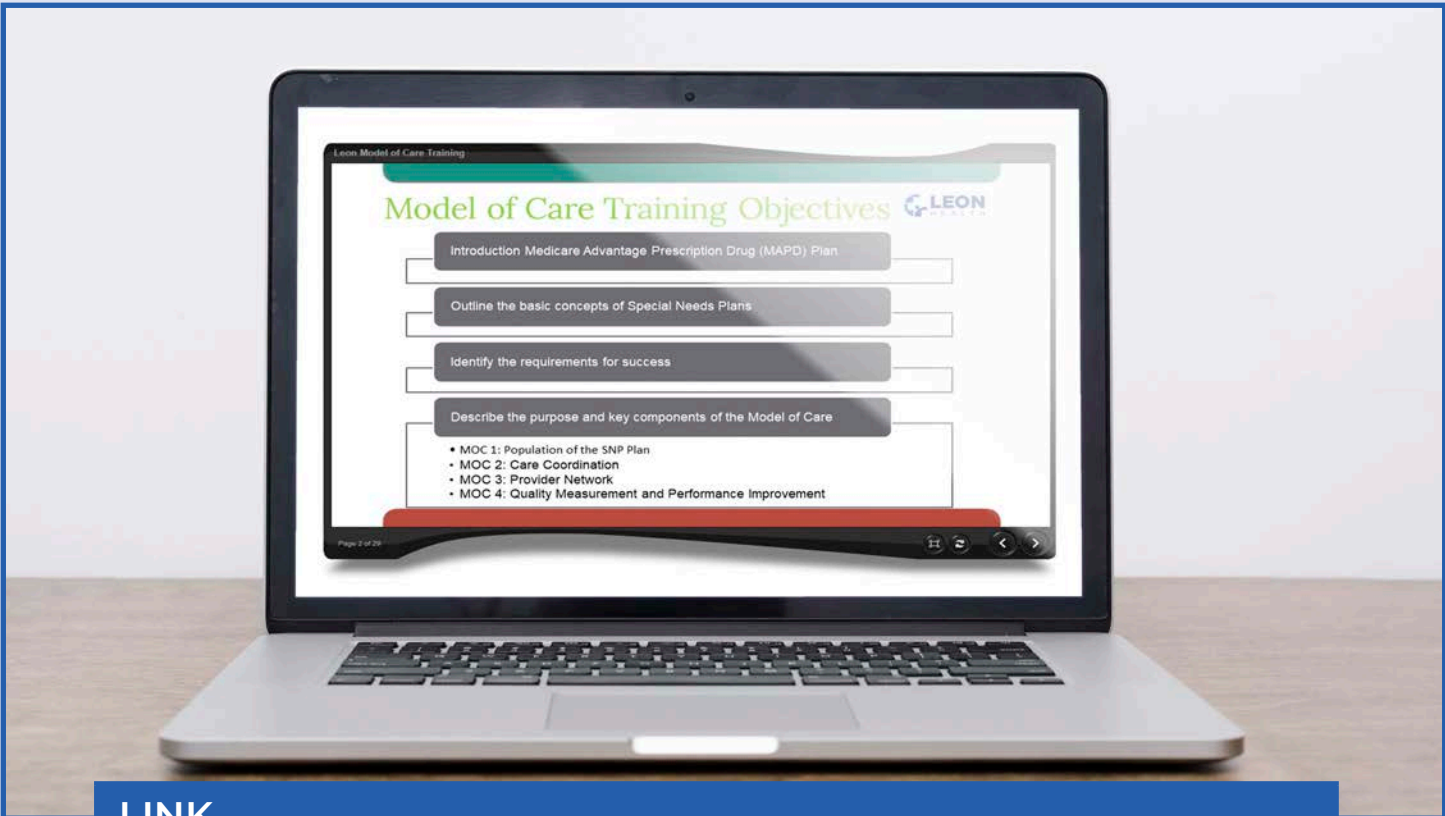 Leon Model of Care Training
Model of Care Training Objectives
LEON
HEALTH
Introduction Medicare Advantage Prescription Drug (MAPD) Plan
Outline the basic concepts of Special Needs Plans
Identify the requirements for success
Describe the purpose and key components of the Model of Care
• MOC 1: Population of the SNP Plan
• MOC 2: Care Coordination
• MOC 3: Provider Network
• MOC 4: Quality Measurement and Performance Improvement
Page 2 of 29
LINK